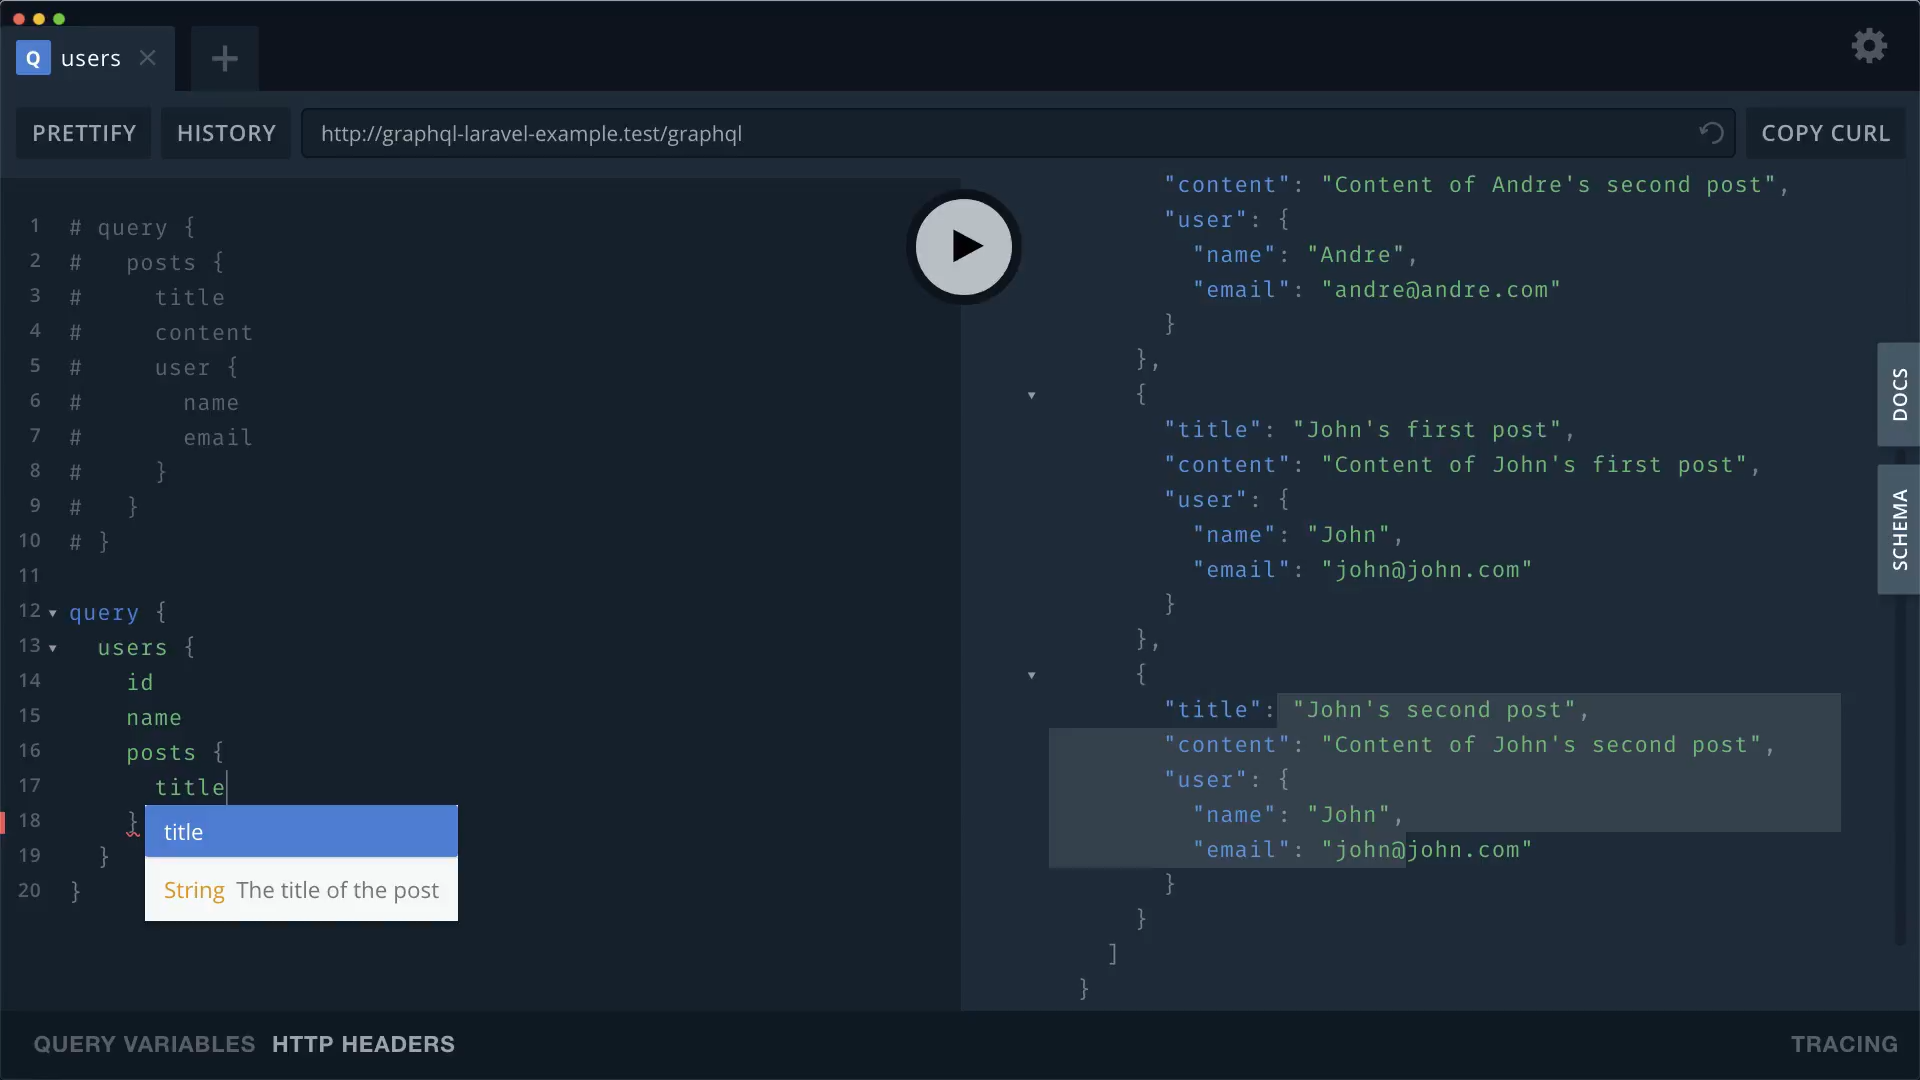 Q users
PRETTIFY HISTORY http://graphql-laravel-example.test/graphql COPY CURL
1 # query {
2 #   posts {
3 #     title
4 #     content
5 #     user {
6 #       name
7 #       email
8 #     }
9 #   }
10 # }
11
12 query {
13   users {
14     id
15     name
16     posts {
17       title
18     }
19   }
20 }
title
String The title of the post
"content": "Content of Andre's second post",
"user": {
"name": "Andre",
"email": "andre@andre.com"
}
},
{
"title": "John's first post",
"content": "Content of John's first post",
"user": {
"name": "John",
"email": "john@john.com"
}
},
{
"title": "John's second post",
"content": "Content of John's second post",
"user": {
"name": "John",
"email": "john@john.com"
}
}
]
}
DOCS
SCHEMA
QUERY VARIABLES HTTP HEADERS TRACING